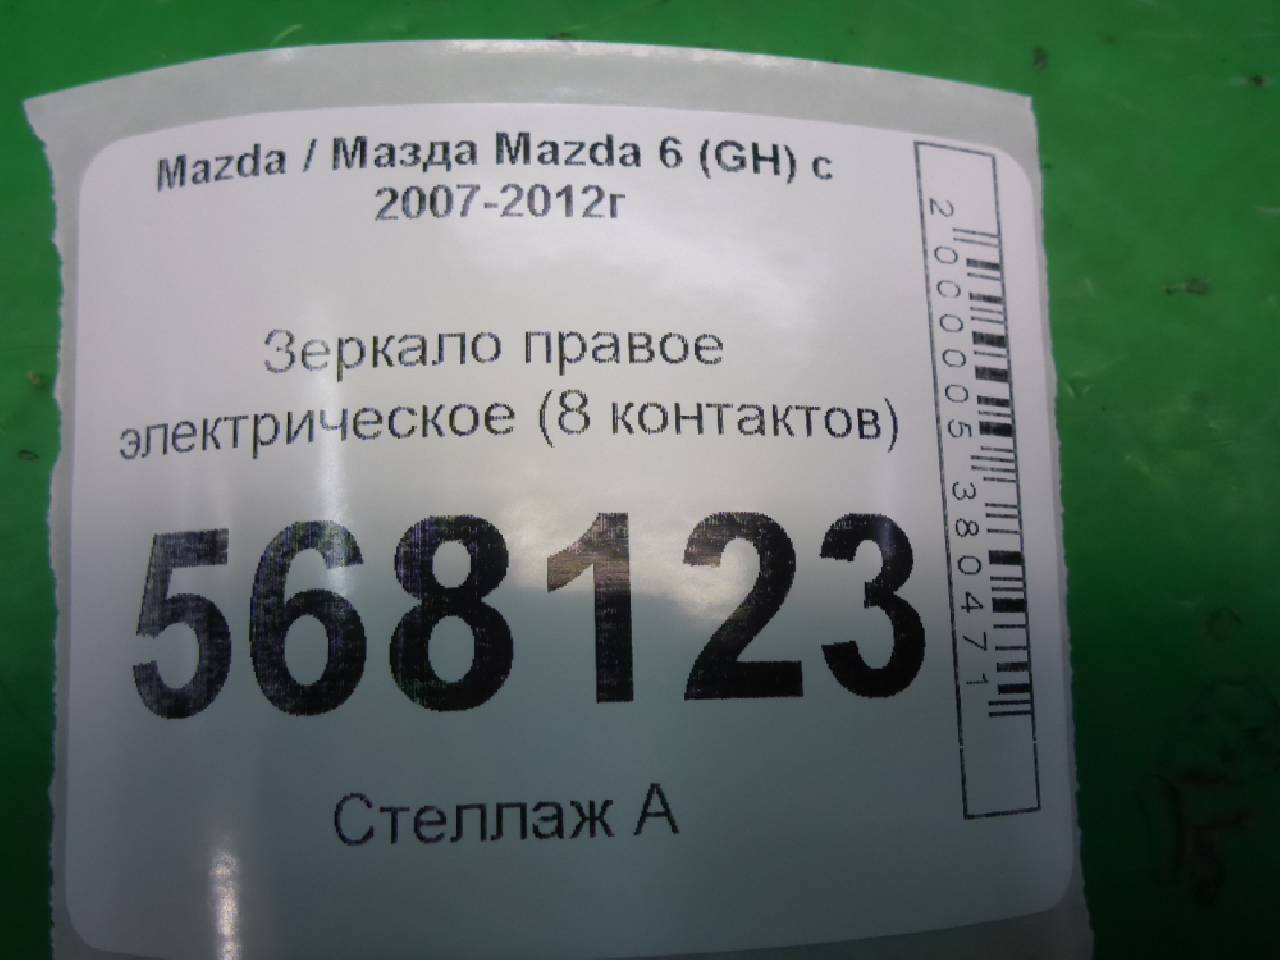 Mazda / Мазда Mazda 6 (GH) с
2007-2012г
Зеркало правое
электрическое (8 контактов)
568123
Стеллаж А
2000005380471